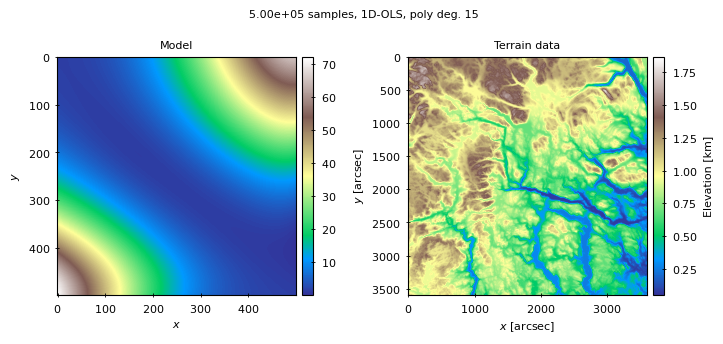 5.00e+05 samples, 1D-OLS, poly deg. 15
Model
0
100
200
300
400
y
0 100 200 300 400
x
70
60
50
40
30
20
10
Terrain data
0
500
1000
1500
2000
2500
3000
3500
y [arcsec]
0 1000 2000 3000
x [arcsec]
1.75
1.50
1.25
1.00
0.75
0.50
0.25
Elevation [km]